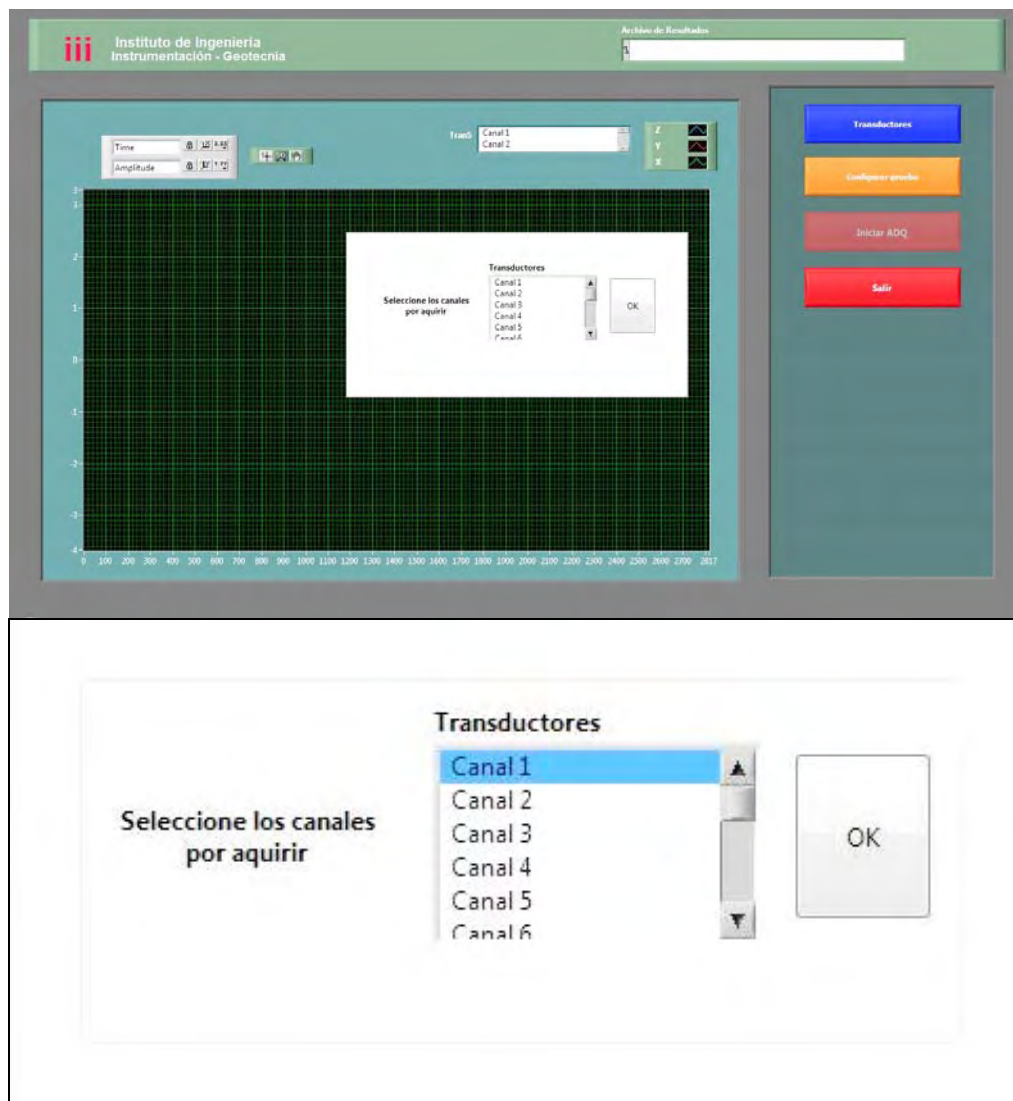 iii
Instituto de Ingeniería
Instrumentación - Geotecnia
Archivo de Resultados
Time
Amplitude
TranS
Canal 1
Canal 2
Z
Y
X
Transductores
Configurar prueba
Iniciar ADQ
Salir
3
3
2
1
0
-1
-2
-3
-4
0 100 200 300 400 500 600 700 800 900 1000 1100 1200 1300 1400 1500 1600 1700 1800 1900 2000 2100 2200 2300 2400 2500 2600 2700 2817
Seleccione los canales
por aquirir
Transductores
Canal 1
Canal 2
Canal 3
Canal 4
Canal 5
Canal 6
OK
Seleccione los canales
por aquirir
Transductores
Canal 1
Canal 2
Canal 3
Canal 4
Canal 5
Canal 6
OK